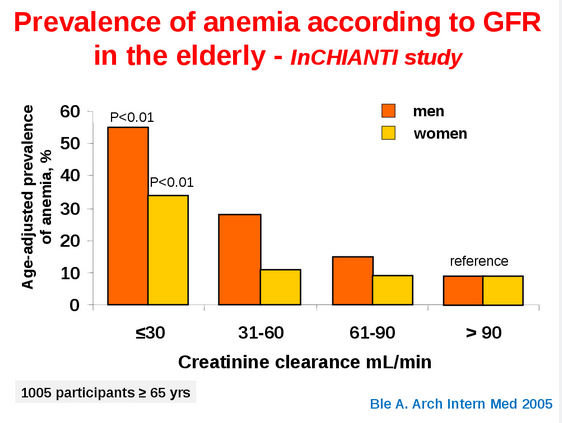 Prevalence of anemia according to GFR
in the elderly - InCHIANTI study
Age-adjusted prevalence
of anemia, %
60
50
40
30
20
10
0
P<0.01
P<0.01
men
women
reference
≤30
31-60
61-90
> 90
Creatinine clearance mL/min
1005 participants ≥ 65 yrs
Ble A. Arch Intern Med 2005